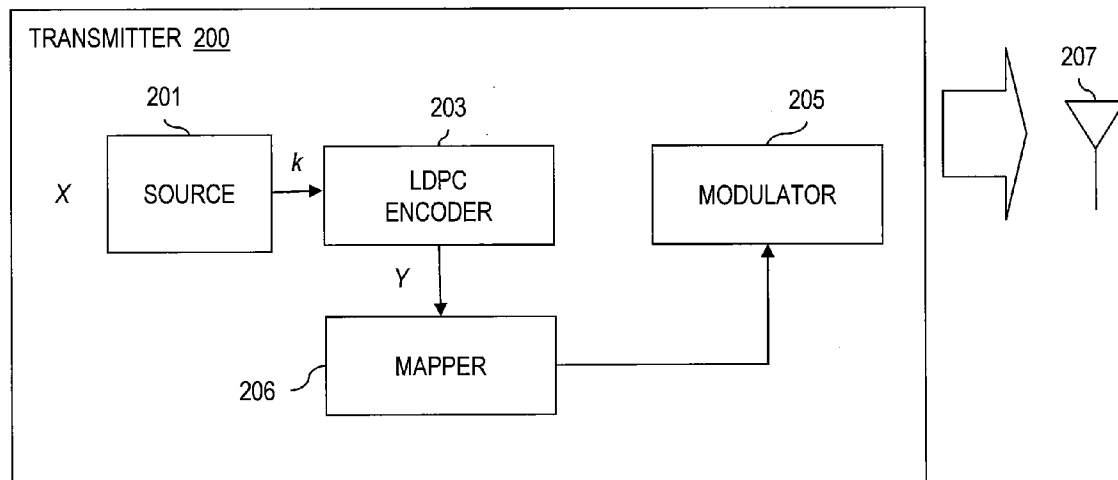 TRANSMITTER 200
207
201
203
205
X
SOURCE
k
LDPC
ENCODER
MODULATOR
Y
MAPPER
206